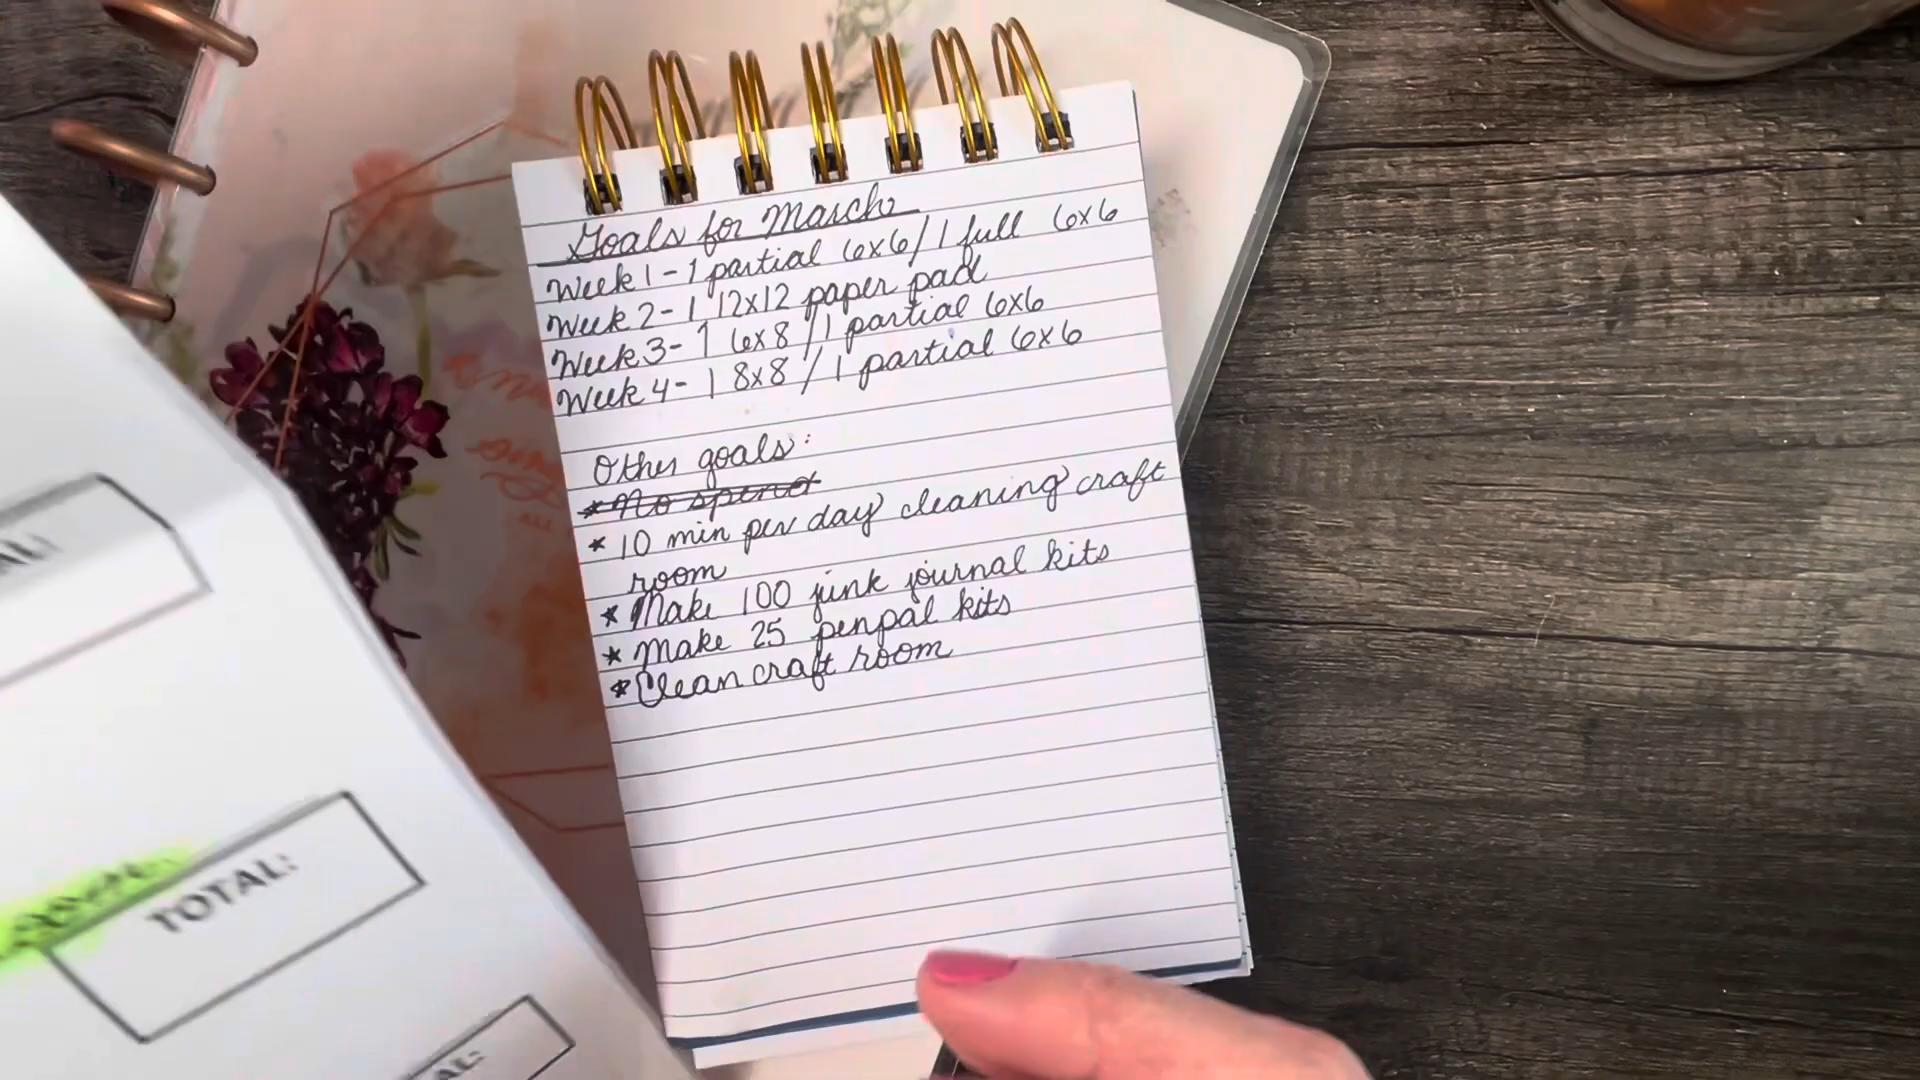 Goals for March
Week 1 - 1 partial 6x6 / 1 full 6x6
Week 2 - 1 12x12 paper pad
Week 3 - 1 6x8 / 1 partial 6x6
Week 4 - 1 8x8 / 1 partial 6x6
Other goals:
* No spend
* 10 min per day cleaning craft
room
* Make 100 junk journal kits
* Make 25 penpal kits
* Clean craft room
AL:
TOTAL:
AL: